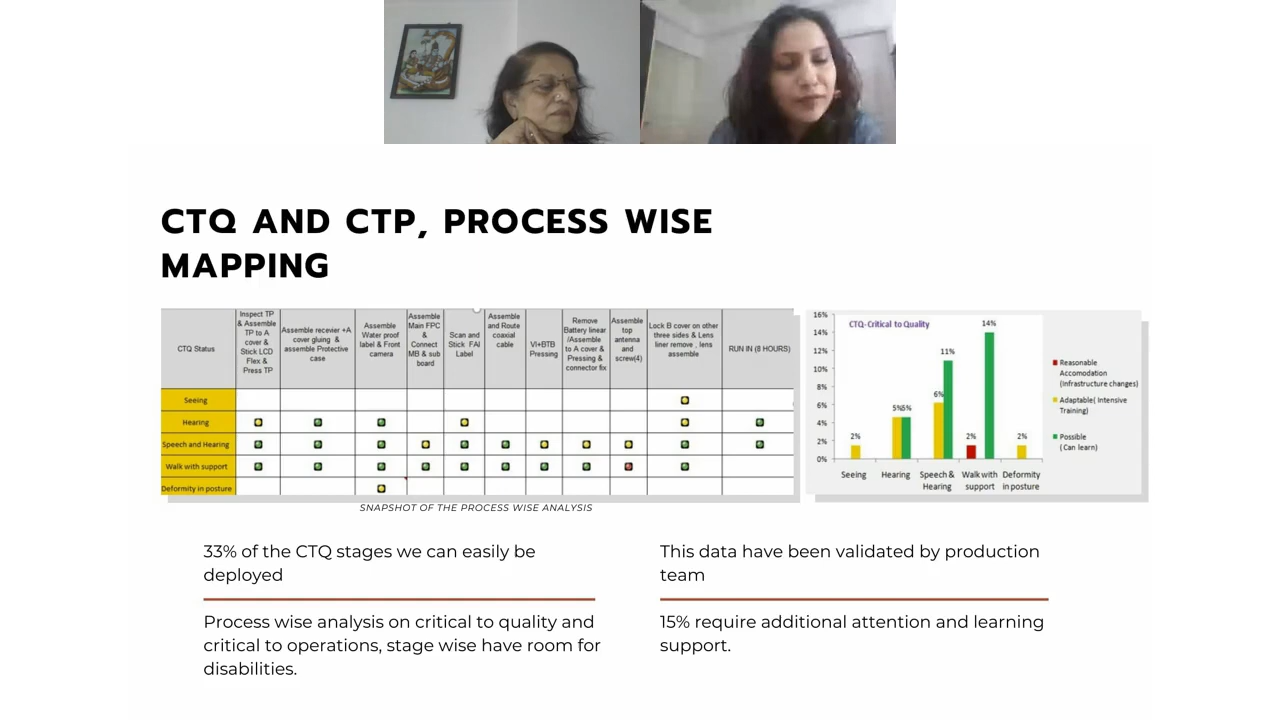 CTQ AND CTP, PROCESS WISE
MAPPING
CTQ Status
Inspect TP
& Assemble
TP to A
cover &
Stick LCD
Flex &
Press TP
Assemble recevier +A
cover gluing &
assemble Protective
case
Assemble
Water proof
label & Front
camera
Assemble
Main FPC
&
Connect
MB & sub
board
Scan and
Stick FAI
Label
Assemble
and Route
coaxial
cable
VI+BTB
Pressing
Remove
Battery linear
/Assemble
to A cover &
Pressing &
connector fix
Assemble
top
antenna
and
screw(4)
Lock B cover on other
three sides & Lens
liner remove , lens
assemble
RUN IN (8 HOURS)
Seeing
Hearing
Speech and Hearing
Walk with support
Deformity in posture
SNAPSHOT OF THE PROCESS WISE ANALYSIS
CTQ-Critical to Quality
16%
14%
12%
10%
8%
6%
4%
2%
0%
2%
5%5%
6%
11%
2%
14%
2%
Seeing
Hearing
Speech &
Hearing
Walk with
support
Deformity
in posture
Reasonable
Accomodation
(Infrastructure changes)
Adaptable( Intensive
Training)
Possible
( Can learn)
33% of the CTQ stages we can easily be
deployed
Process wise analysis on critical to quality and
critical to operations, stage wise have room for
disabilities.
This data have been validated by production
team
15% require additional attention and learning
support.